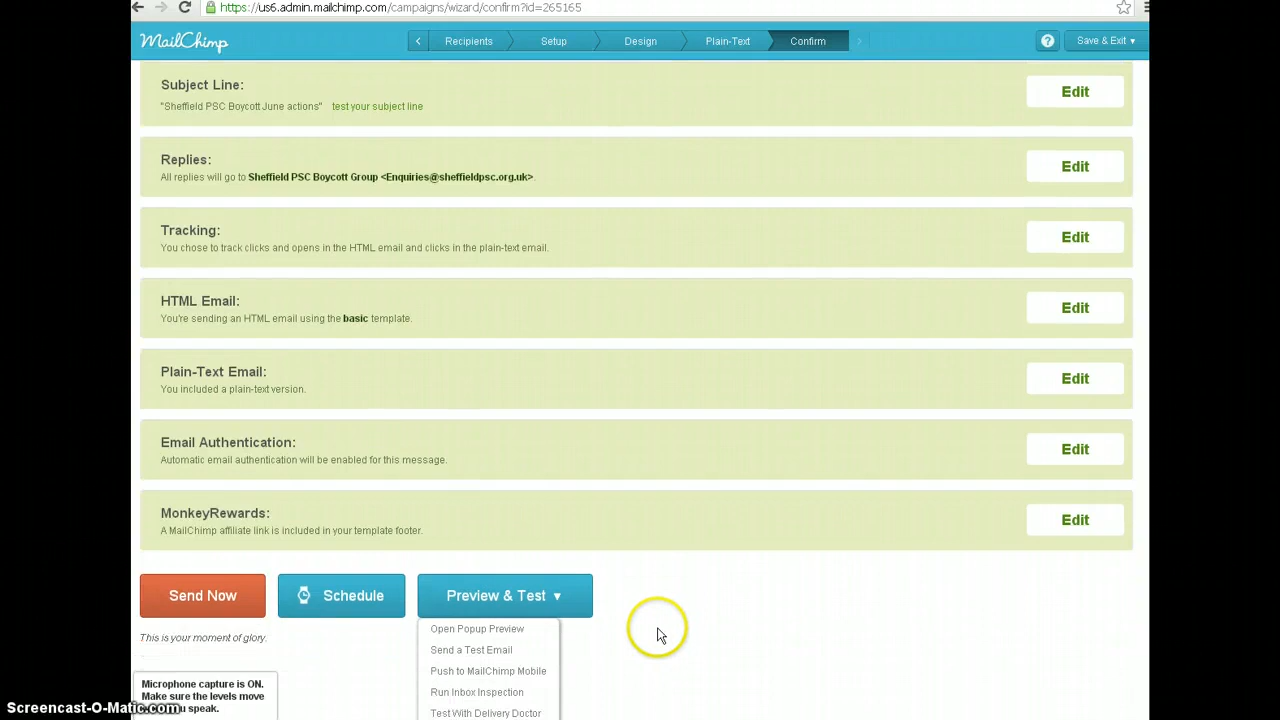 https://us6.admin.mailchimp.com/campaigns/wizard/confirm?id=265165
MailChimp
Recipients
Setup
Design
Plain-Text
Confirm
?
Save & Exit ▾
Subject Line:
"Sheffield PSC Boycott June actions" test your subject line
Edit
Replies:
All replies will go to Sheffield PSC Boycott Group <Enquiries@sheffieldpsc.org.uk>.
Edit
Tracking:
You chose to track clicks and opens in the HTML email and clicks in the plain-text email.
Edit
HTML Email:
You're sending an HTML email using the basic template.
Edit
Plain-Text Email:
You included a plain-text version.
Edit
Email Authentication:
Automatic email authentication will be enabled for this message.
Edit
MonkeyRewards:
A MailChimp affiliate link is included in your template footer.
Edit
Send Now
Schedule
Preview & Test ▾
This is your moment of glory.
Open Popup Preview
Send a Test Email
Push to MailChimp Mobile
Run Inbox Inspection
Test With Delivery Doctor
Microphone capture is ON.
Make sure the levels move
u speak.
Screencast-O-Matic.com